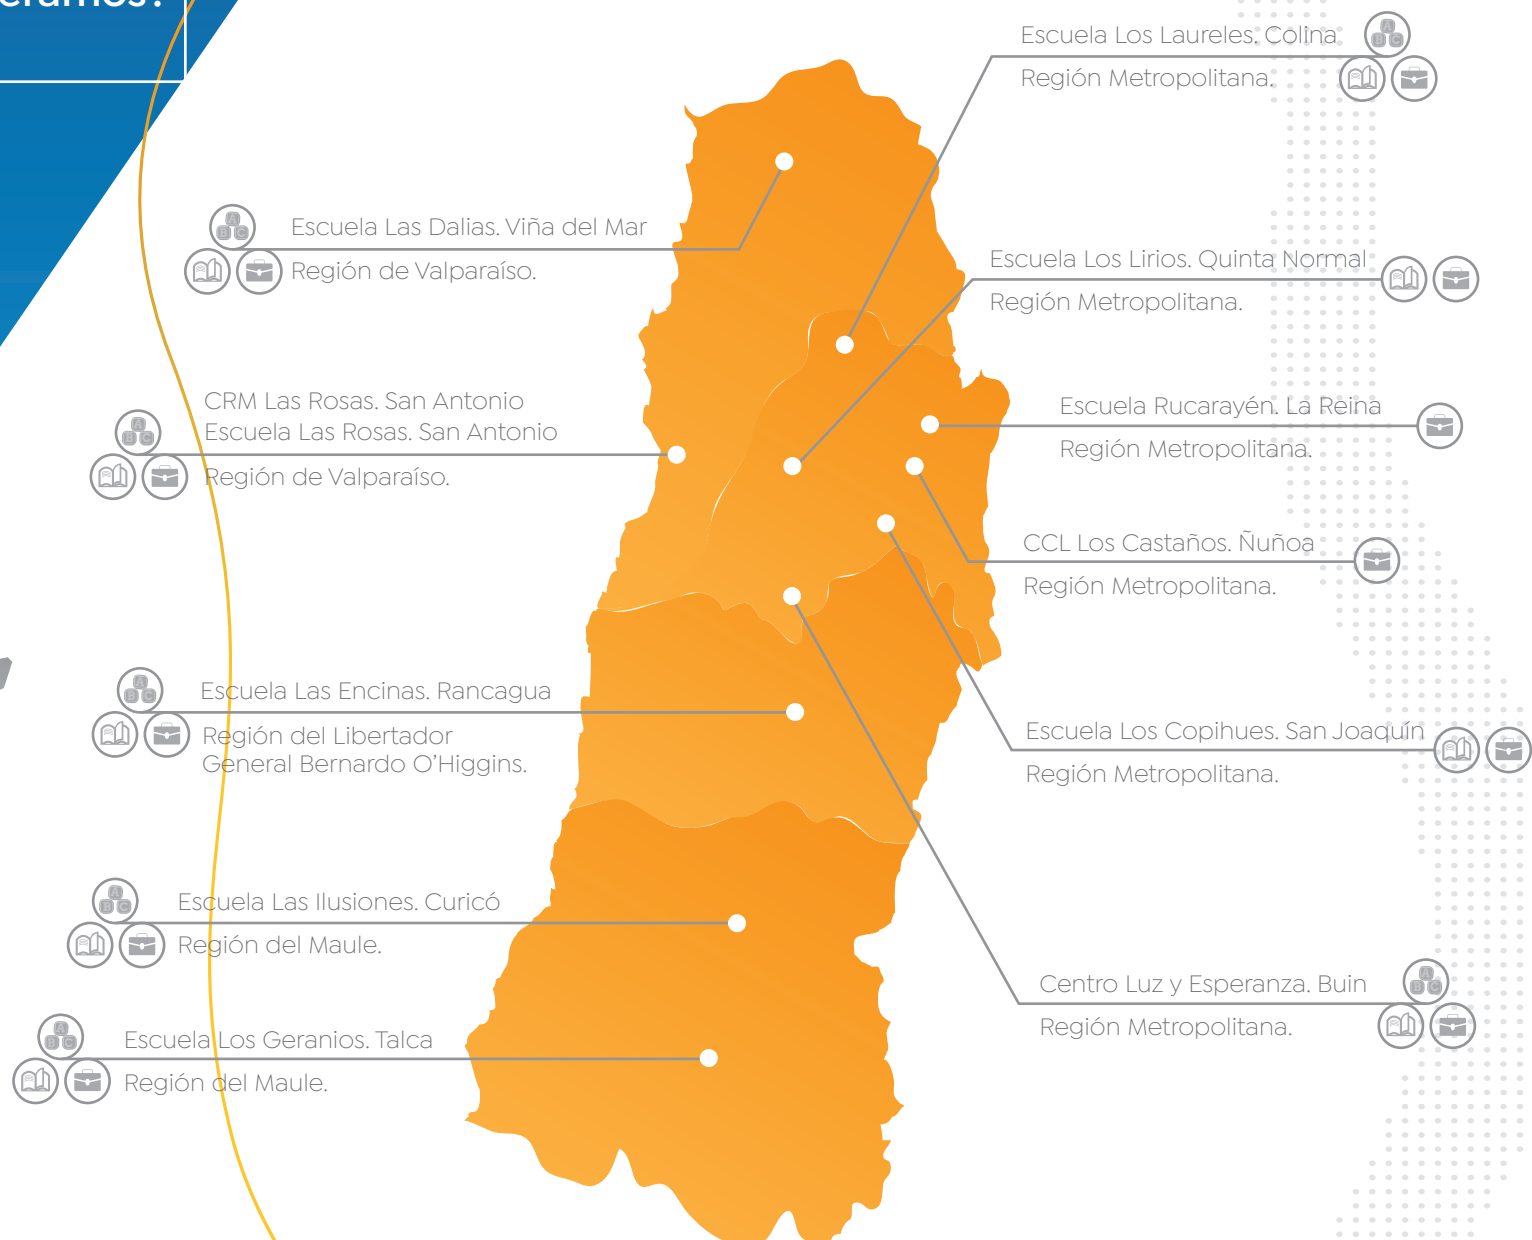 Escuela Los Laureles. Colina
Región Metropolitana.
Escuela Las Dalias. Viña del Mar
Región de Valparaíso.
Escuela Los Lirios. Quinta Normal
Región Metropolitana.
CRM Las Rosas. San Antonio
Escuela Las Rosas. San Antonio
Región de Valparaíso.
Escuela Rucarayén. La Reina
Región Metropolitana.
CCL Los Castaños. Ñuñoa
Región Metropolitana.
Escuela Las Encinas. Rancagua
Región del Libertador
General Bernardo O'Higgins.
Escuela Los Copihues. San Joaquín
Región Metropolitana.
Escuela Las Ilusiones. Curicó
Región del Maule.
Centro Luz y Esperanza. Buin
Región Metropolitana.
Escuela Los Geranios. Talca
Región del Maule.